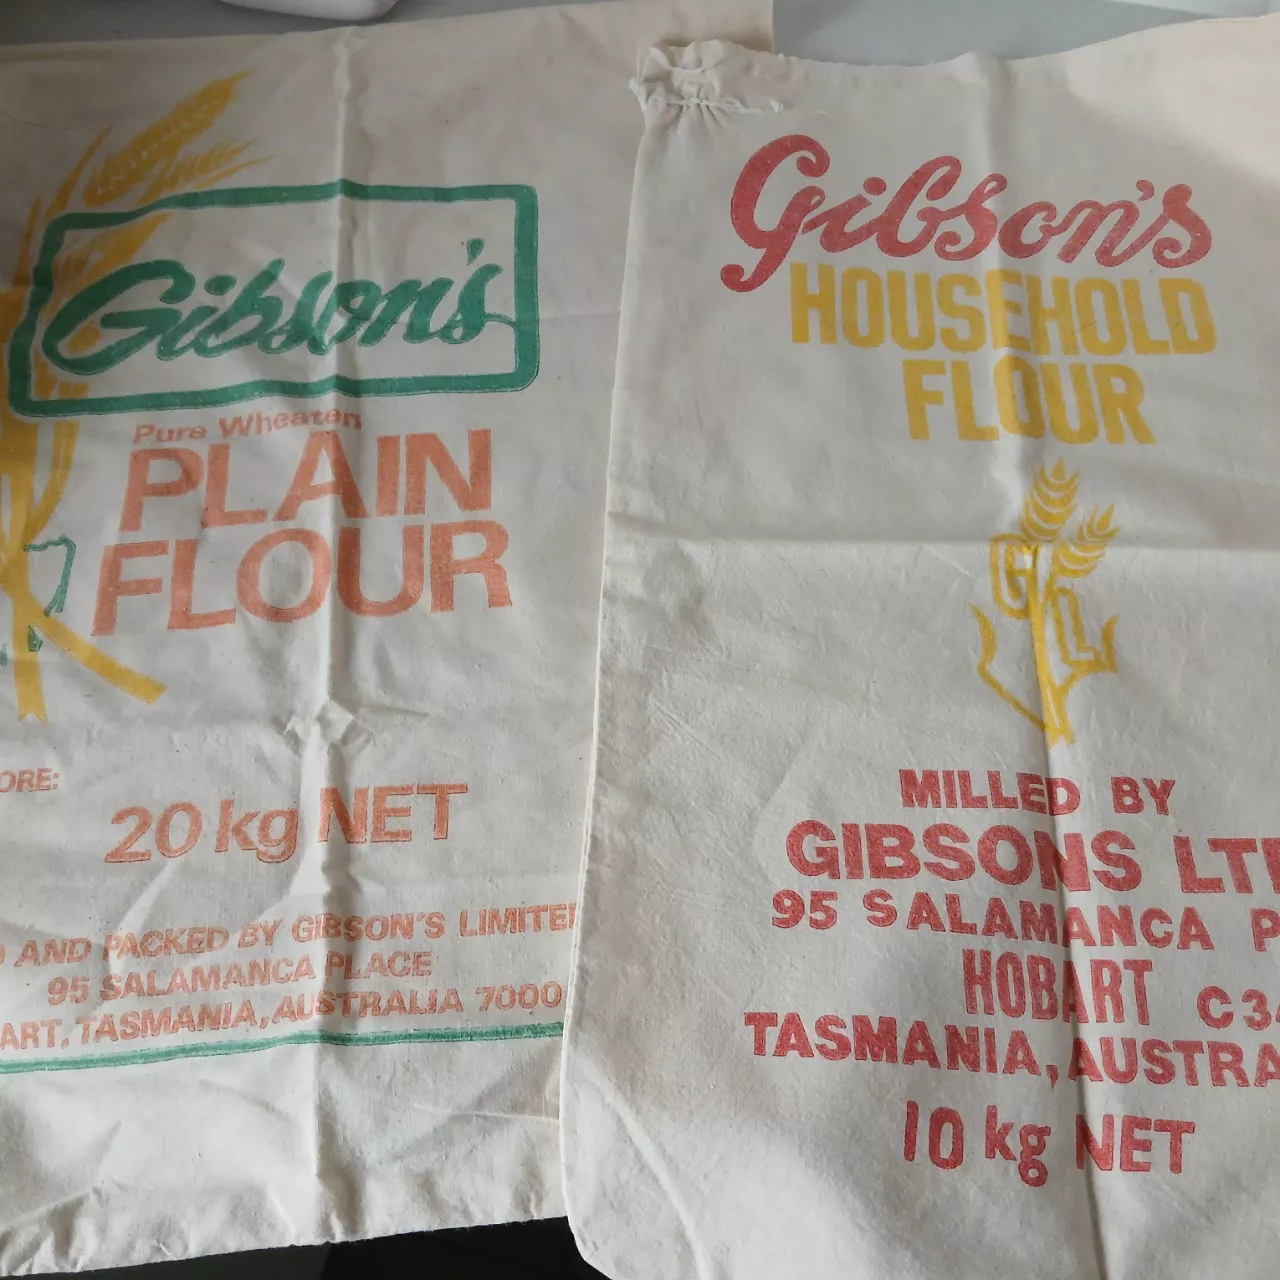 Gibson's
Pure Wheaten
PLAIN
FLOUR
ORE:
20 kg NET
D AND PACKED BY GIBSON'S LIMITE
95 SALAMANCA PLACE
ART, TASMANIA, AUSTRALIA 7000
Gibson's
HOUSEHOLD
FLOUR
G L
MILLED BY
GIBSONS LT
95 SALAMANCA P
HOBART C3
TASMANIA, AUSTRA
10 kg NET